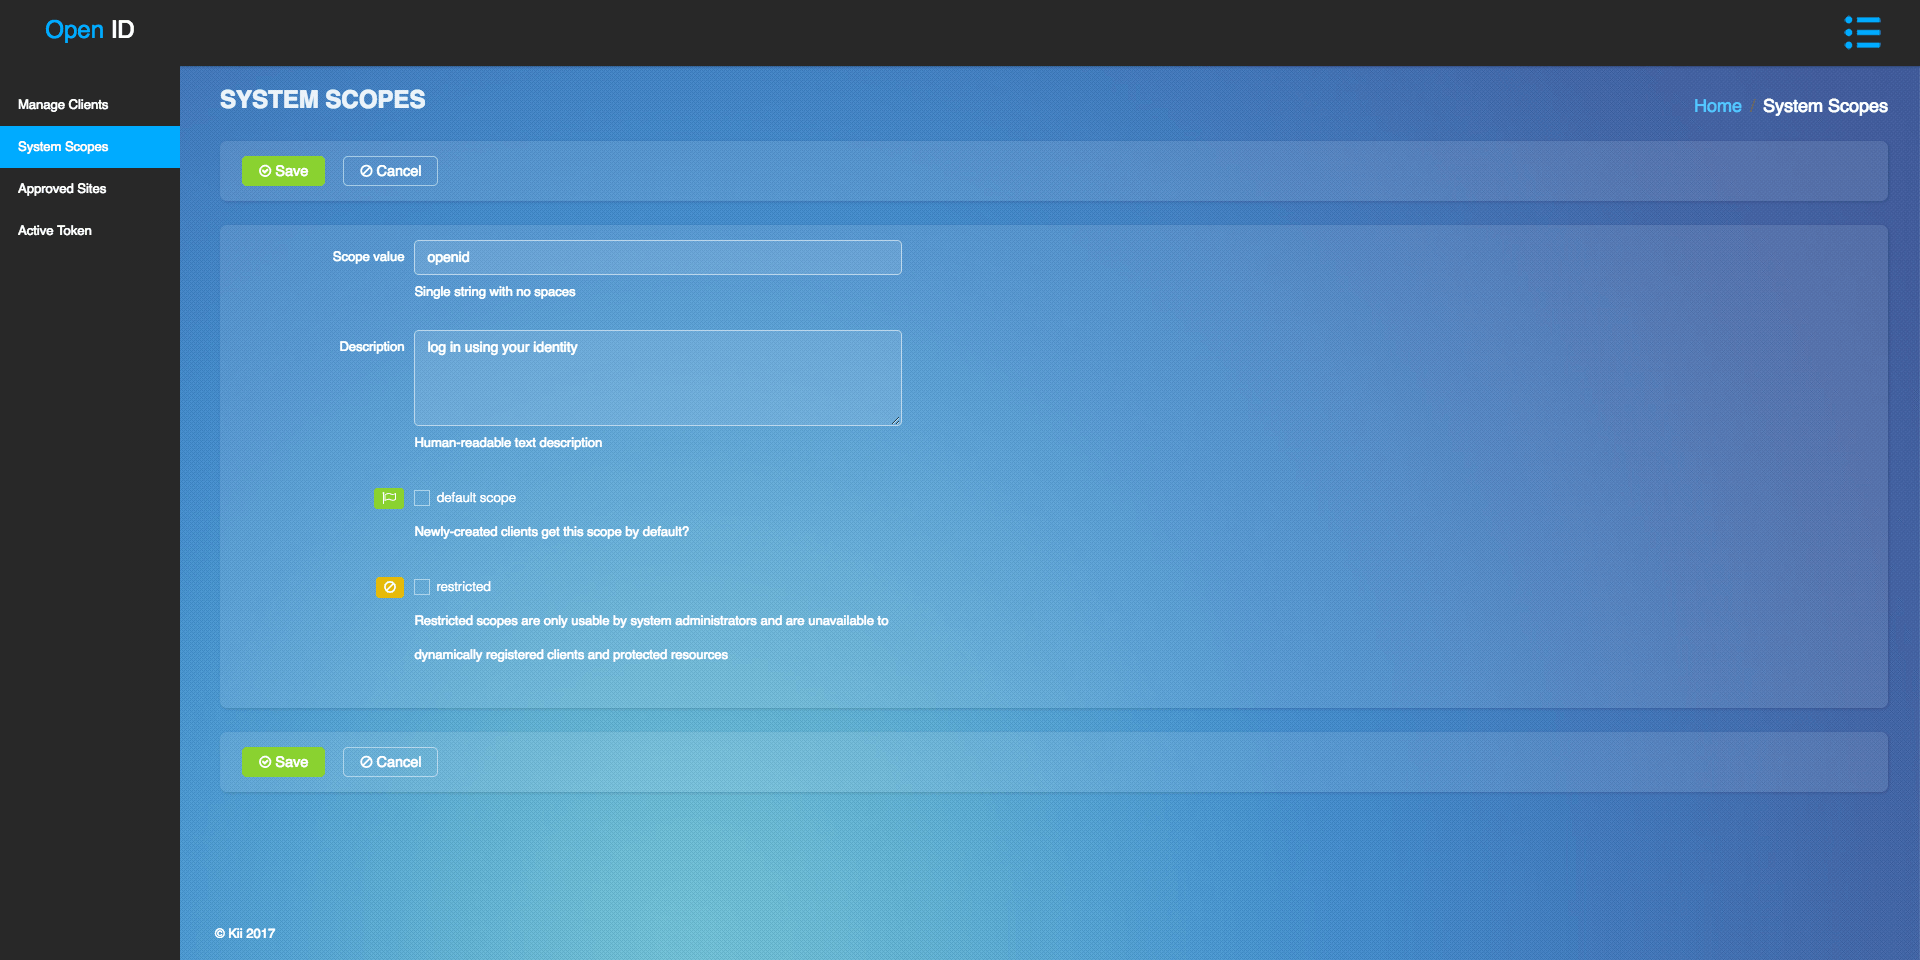 Open ID
Manage Clients
System Scopes
Approved Sites
Active Token
SYSTEM SCOPES
Home / System Scopes
Save Cancel
Scope value openid
Single string with no spaces
Description log in using your identity
Human-readable text description
default scope
Newly-created clients get this scope by default?
restricted
Restricted scopes are only usable by system administrators and are unavailable to
dynamically registered clients and protected resources
Save Cancel
© Kii 2017